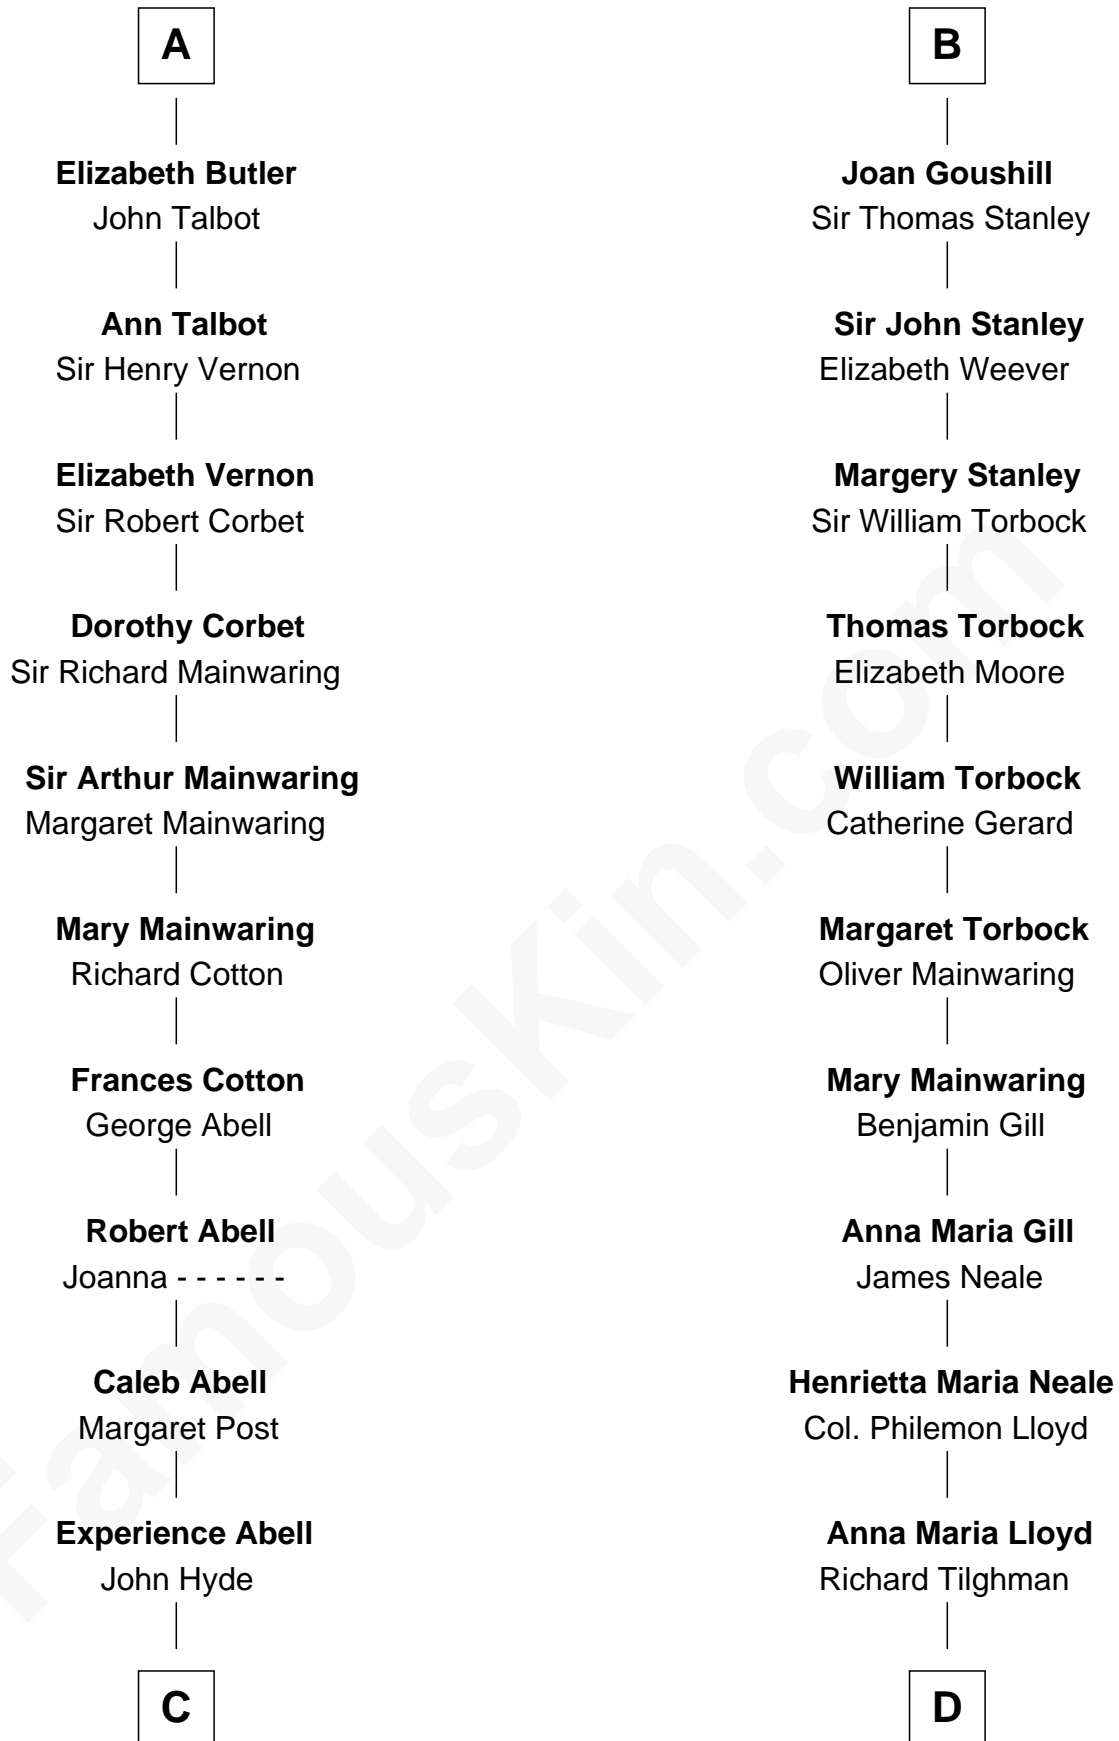 A
Elizabeth Butler
John Talbot
Ann Talbot
Sir Henry Vernon
Elizabeth Vernon
Sir Robert Corbet
Dorothy Corbet
Sir Richard Mainwaring
Sir Arthur Mainwaring
Margaret Mainwaring
Mary Mainwaring
Richard Cotton
Frances Cotton
George Abell
Robert Abell
Joanna - - - - - -
Caleb Abell
Margaret Post
Experience Abell
John Hyde
C
B
Joan Goushill
Sir Thomas Stanley
Sir John Stanley
Elizabeth Weever
Margery Stanley
Sir William Torbock
Thomas Torbock
Elizabeth Moore
William Torbock
Catherine Gerard
Margaret Torbock
Oliver Mainwaring
Mary Mainwaring
Benjamin Gill
Anna Maria Gill
James Neale
Henrietta Maria Neale
Col. Philemon Lloyd
Anna Maria Lloyd
Richard Tilghman
D
FamousKin.com